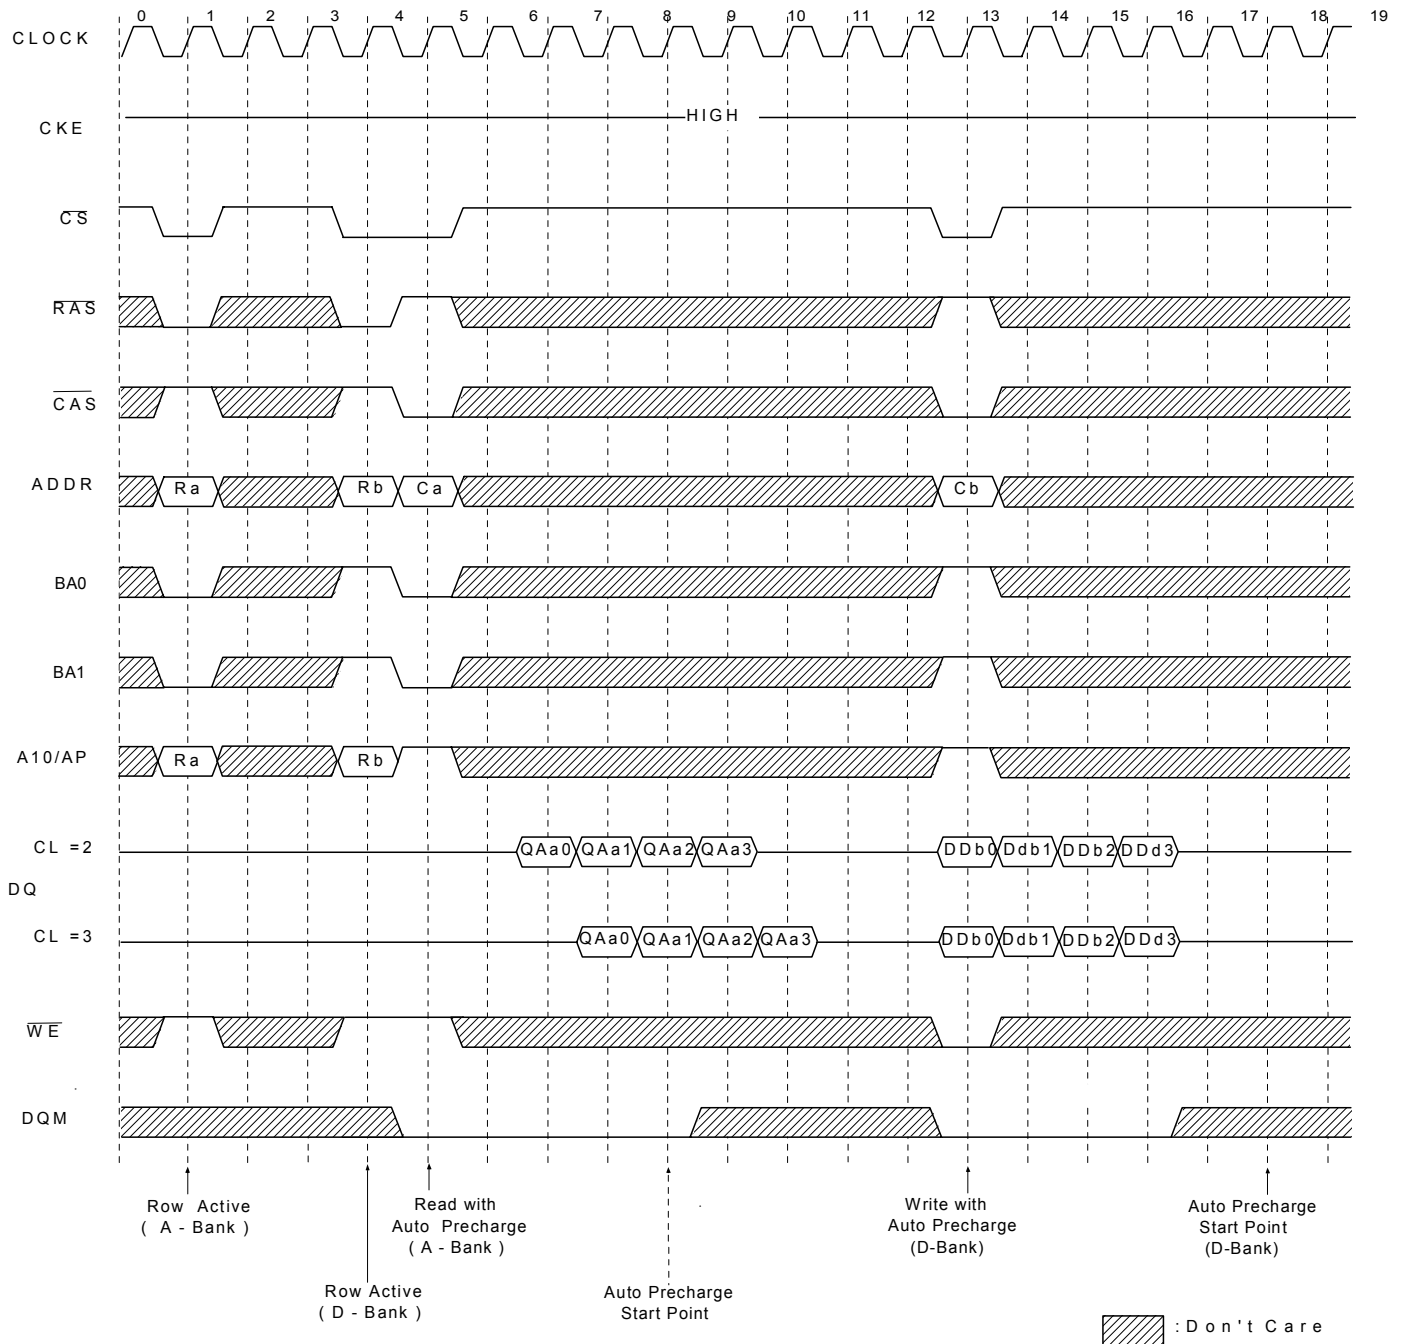 0 1 2 3 4 5 6 7 8 9 10 11 12 13 14 15 16 17 18 19
CLOCK
CKE HIGH
CS
RAS
CAS
ADDR Ra Rb Ca Cb
BA0
BA1
A10/AP Ra Rb
CL =2 QAa0 QAa1 QAa2 QAa3 DDb0 Ddb1 DDb2 DDd3
DQ
CL =3 QAa0 QAa1 QAa2 QAa3 DDb0 Ddb1 DDb2 DDd3
WE
DQM
Row Active
( A - Bank )
Row Active
( D - Bank )
Read with
Auto Precharge
( A - Bank )
Auto Precharge
Start Point
Write with
Auto Precharge
(D-Bank)
Auto Precharge
Start Point
(D-Bank)
: Don't Care